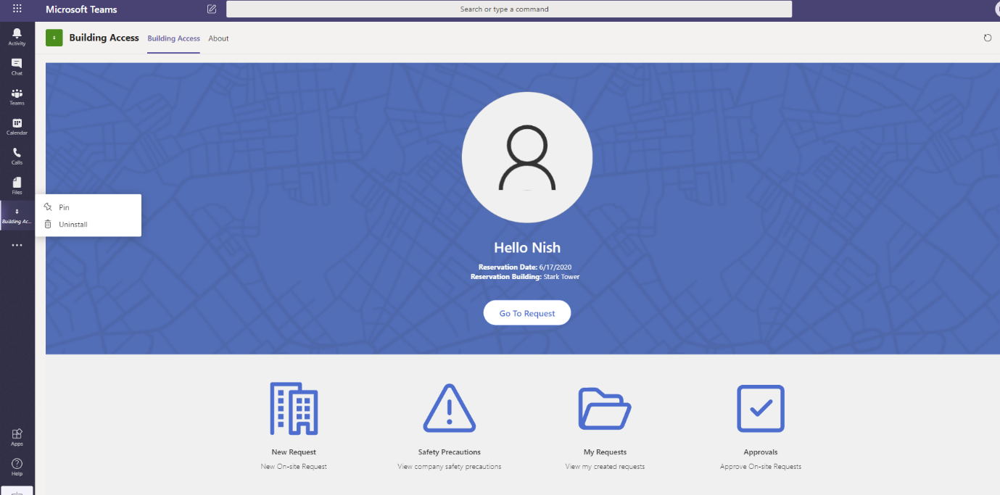 Microsoft Teams
Search or type a command
Activity
Chat
Teams
Calendar
Calls
Files
Building Ac...
Apps
Help
Building Access
Building Access
About
Pin
Uninstall
Hello Nish
Reservation Date: 6/17/2020
Reservation Building: Stark Tower
Go To Request
New Request
New On-site Request
Safety Precautions
View company safety precautions
My Requests
View my created requests
Approvals
Approve On-site Requests